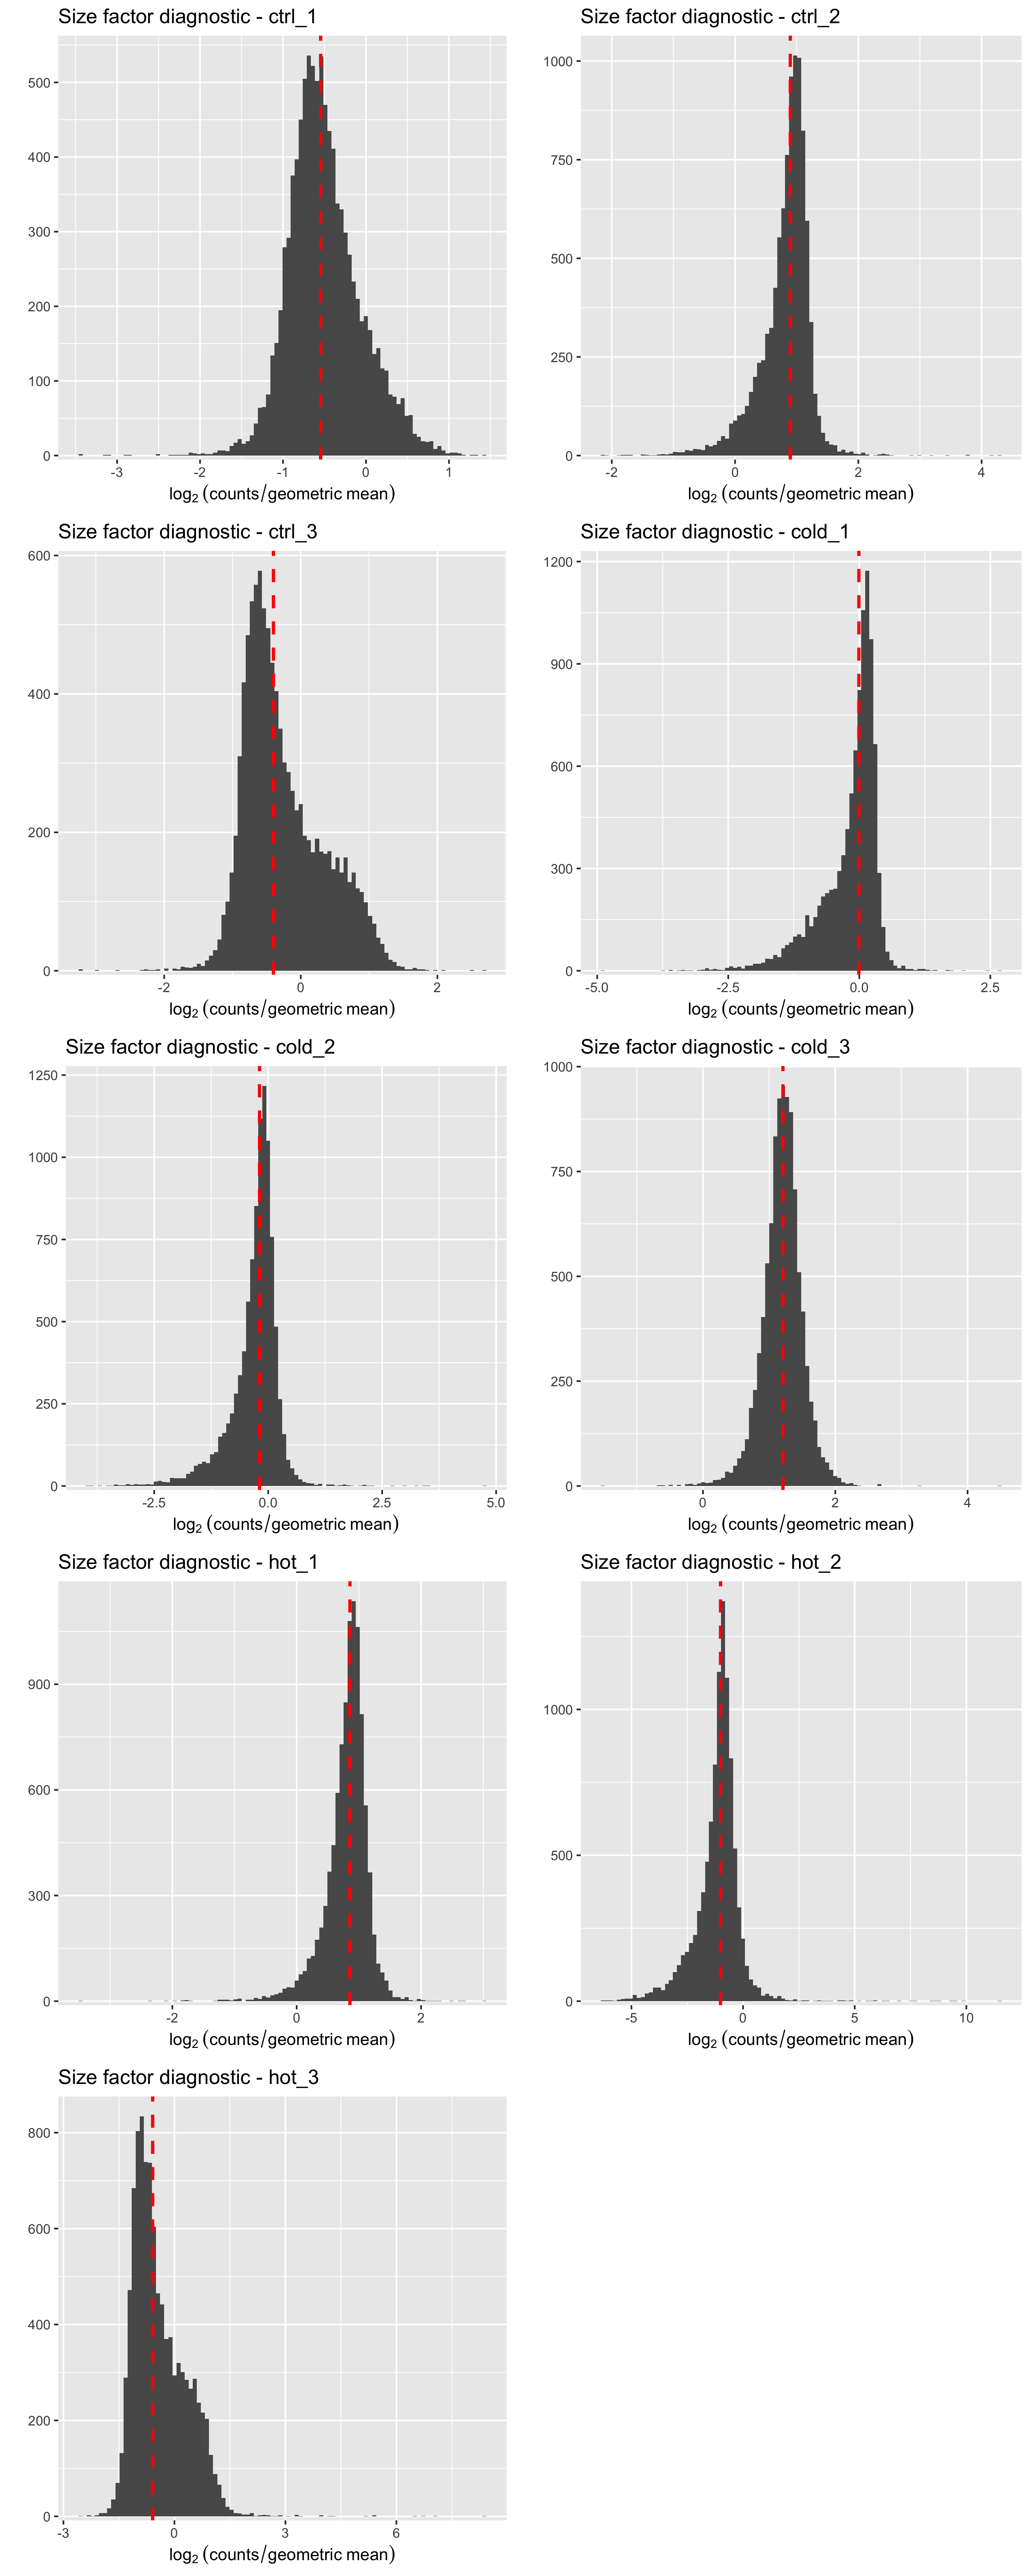 Size factor diagnostic - ctrl_1
500
400
300
200
100
0
-3 -2 -1 0 1
log2 (counts/geometric mean)
Size factor diagnostic - ctrl_2
1000
750
500
250
0
-2 0 2 4
log2 (counts/geometric mean)
Size factor diagnostic - ctrl_3
600
400
200
0
-2 0 2
log2 (counts/geometric mean)
Size factor diagnostic - cold_1
1200
900
600
300
0
-5.0 -2.5 0.0 2.5
log2 (counts/geometric mean)
Size factor diagnostic - cold_2
1250
1000
750
500
250
0
-2.5 0.0 2.5 5.0
log2 (counts/geometric mean)
Size factor diagnostic - cold_3
1000
750
500
250
0
0 2 4
log2 (counts/geometric mean)
Size factor diagnostic - hot_1
900
600
300
0
-2 0 2
log2 (counts/geometric mean)
Size factor diagnostic - hot_2
1000
500
0
-5 0 5 10
log2 (counts/geometric mean)
Size factor diagnostic - hot_3
800
600
400
200
0
-3 0 3 6
log2 (counts/geometric mean)